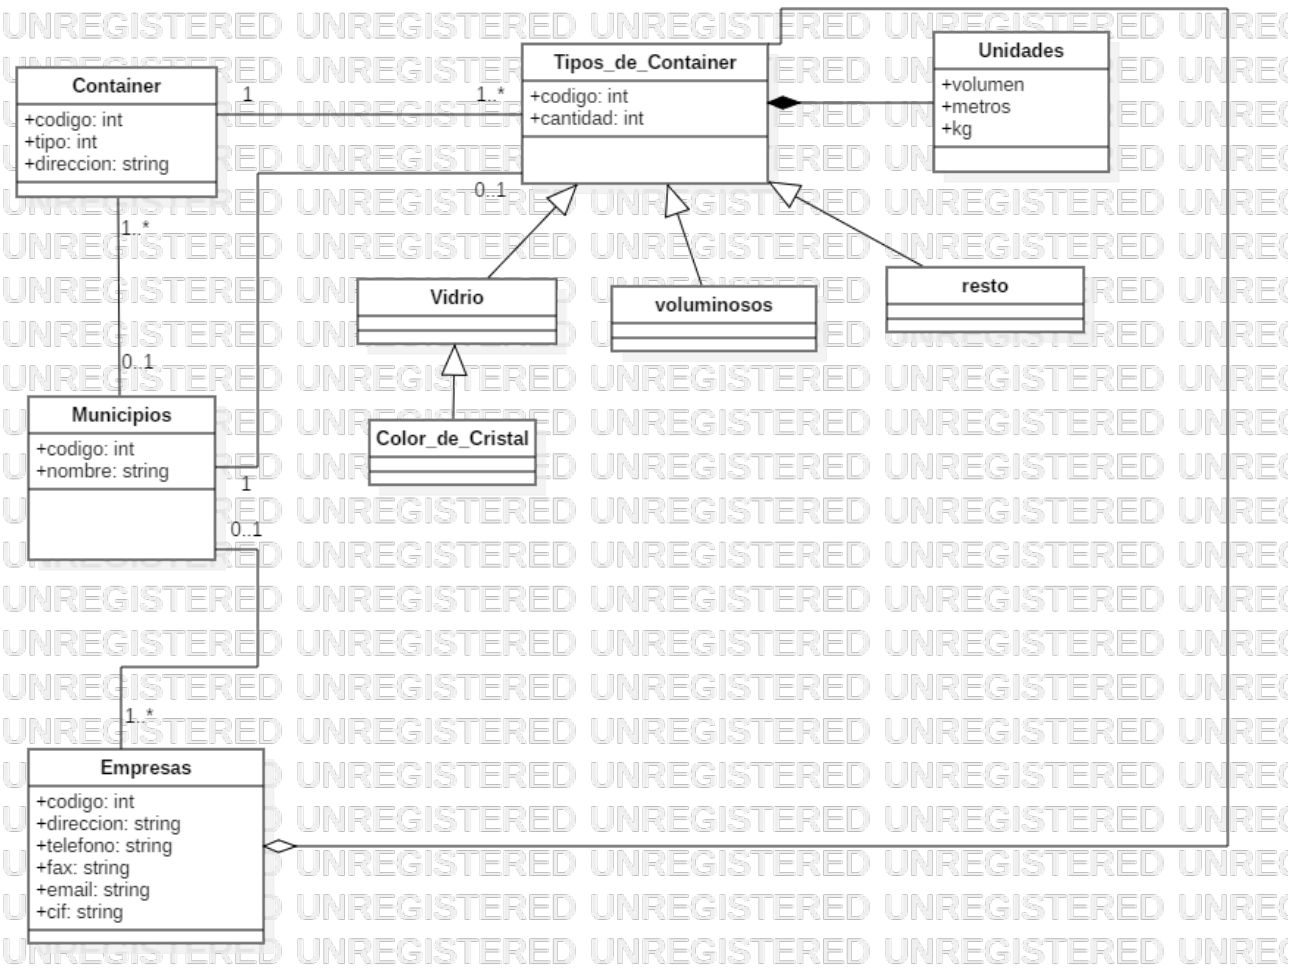 UNREGISTERED
Container
+codigo: int
+tipo: int
+direccion: string
1
1..*
Tipos_de_Container
+codigo: int
+cantidad: int
Unidades
+volumen
+metros
+kg
0..1
1..*
0..1
Vidrio
voluminosos
resto
Color_de_Cristal
Municipios
+codigo: int
+nombre: string
1
0..1
1..*
Empresas
+codigo: int
+direccion: string
+telefono: string
+fax: string
+email: string
+cif: string